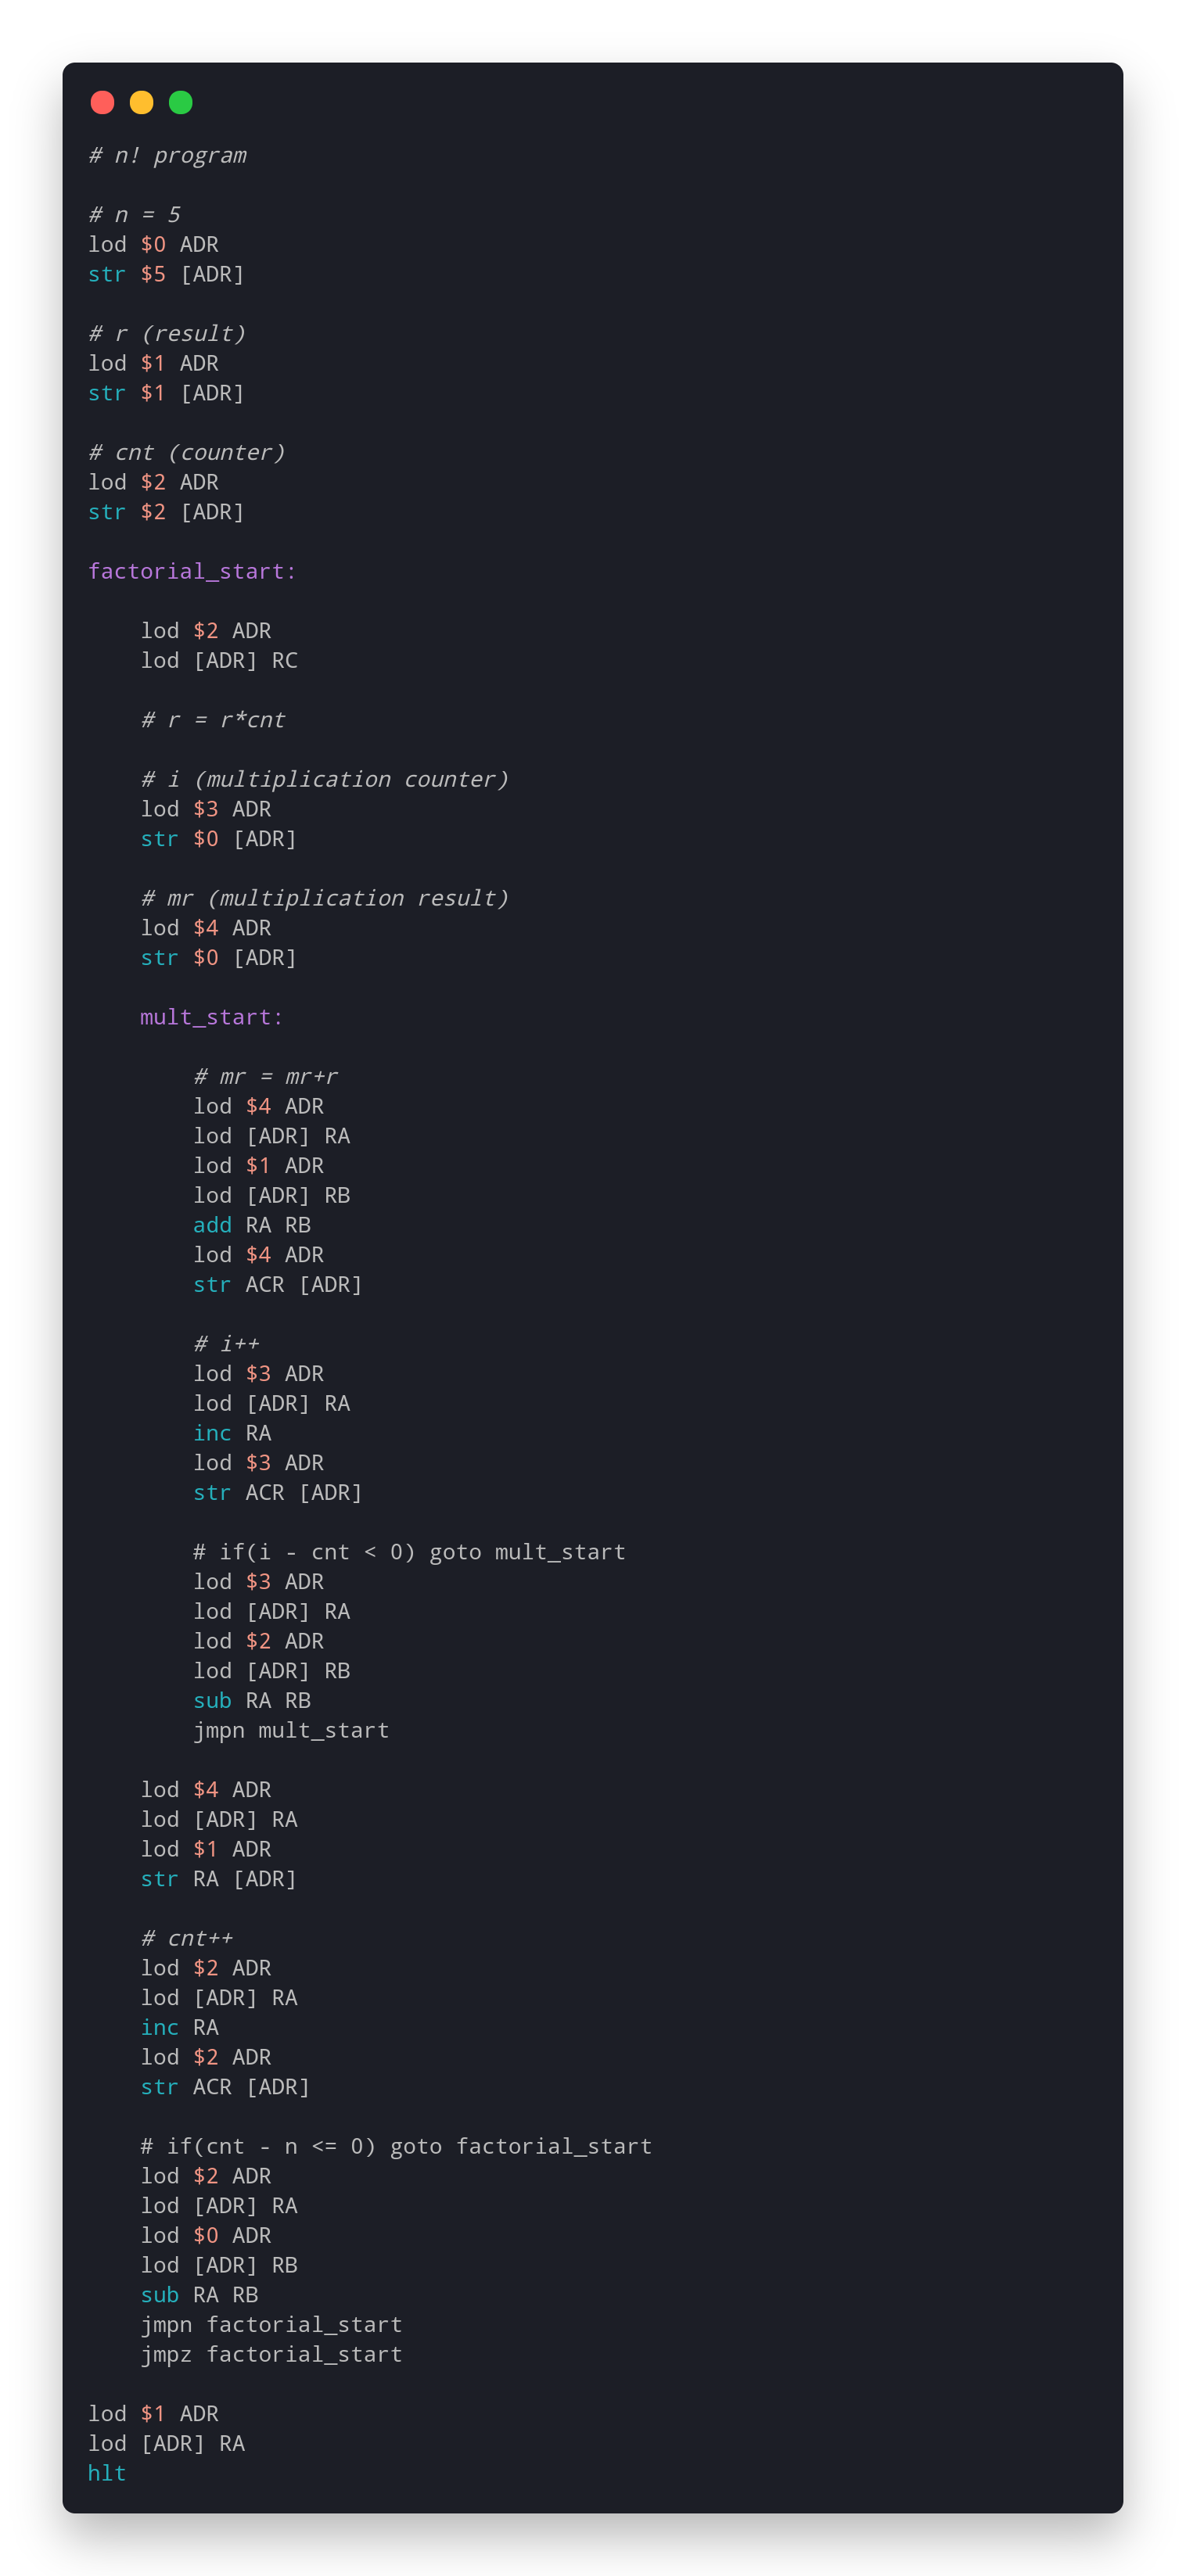 # n! program
# n = 5
lod $0 ADR
str $5 [ADR]
# r (result)
lod $1 ADR
str $1 [ADR]
# cnt (counter)
lod $2 ADR
str $2 [ADR]
factorial_start:
lod $2 ADR
lod [ADR] RC
# r = r*cnt
# i (multiplication counter)
lod $3 ADR
str $0 [ADR]
# mr (multiplication result)
lod $4 ADR
str $0 [ADR]
mult_start:
# mr = mr+r
lod $4 ADR
lod [ADR] RA
lod $1 ADR
lod [ADR] RB
add RA RB
lod $4 ADR
str ACR [ADR]
# i++
lod $3 ADR
lod [ADR] RA
inc RA
lod $3 ADR
str ACR [ADR]
# if(i - cnt < 0) goto mult_start
lod $3 ADR
lod [ADR] RA
lod $2 ADR
lod [ADR] RB
sub RA RB
jmpn mult_start
lod $4 ADR
lod [ADR] RA
lod $1 ADR
str RA [ADR]
# cnt++
lod $2 ADR
lod [ADR] RA
inc RA
lod $2 ADR
str ACR [ADR]
# if(cnt - n <= 0) goto factorial_start
lod $2 ADR
lod [ADR] RA
lod $0 ADR
lod [ADR] RB
sub RA RB
jmpn factorial_start
jmpz factorial_start
lod $1 ADR
lod [ADR] RA
hlt